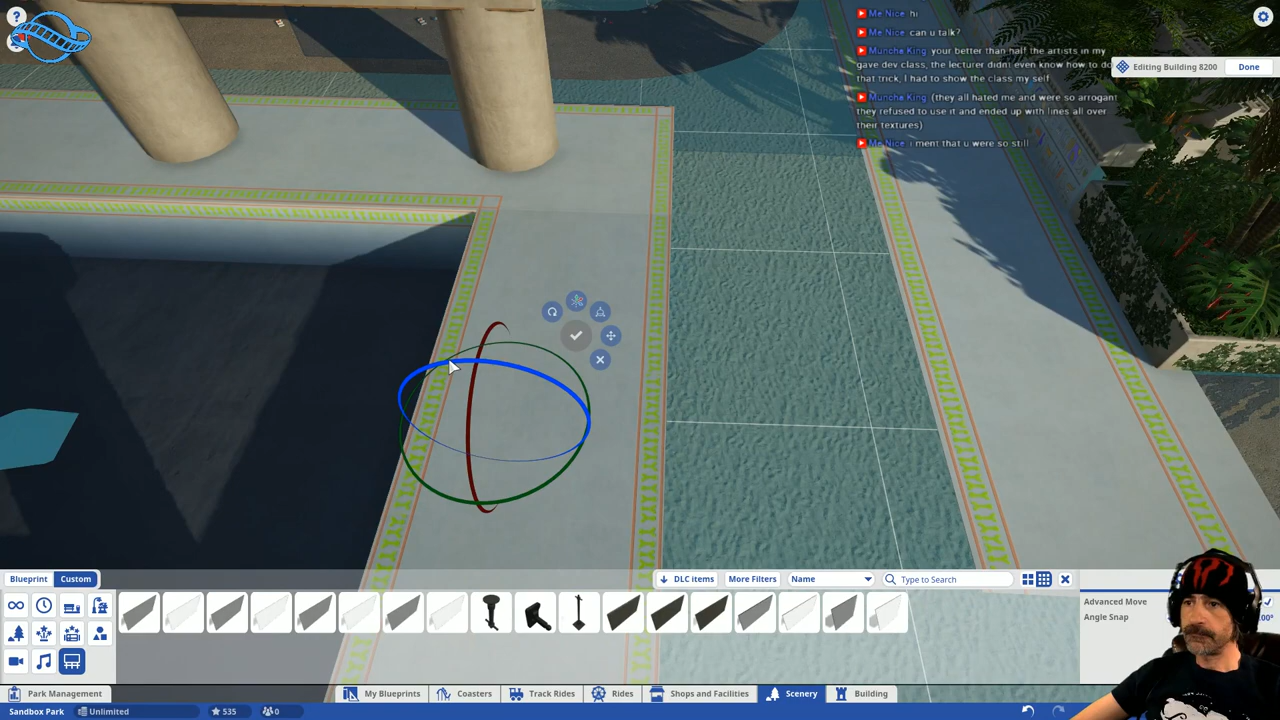 Me Nice: hi
Me Nice: can u talk?
Muncha King: your better than half the artists in my
gave dev class, the lecturer didnt even know how to do
that trick, I had to show the class my self
Muncha King: (they all hated me and were so arrogant
they refused to use it and ended up with lines all over
their textures)
Me Nice: i ment that u were so still
Editing Building 8200
Done
Blueprint
Custom
DLC items
More Filters
Name
Type to Search
Advanced Move
Angle Snap
Park Management
My Blueprints
Coasters
Track Rides
Rides
Shops and Facilities
Scenery
Building
Sandbox Park
Unlimited
535
0